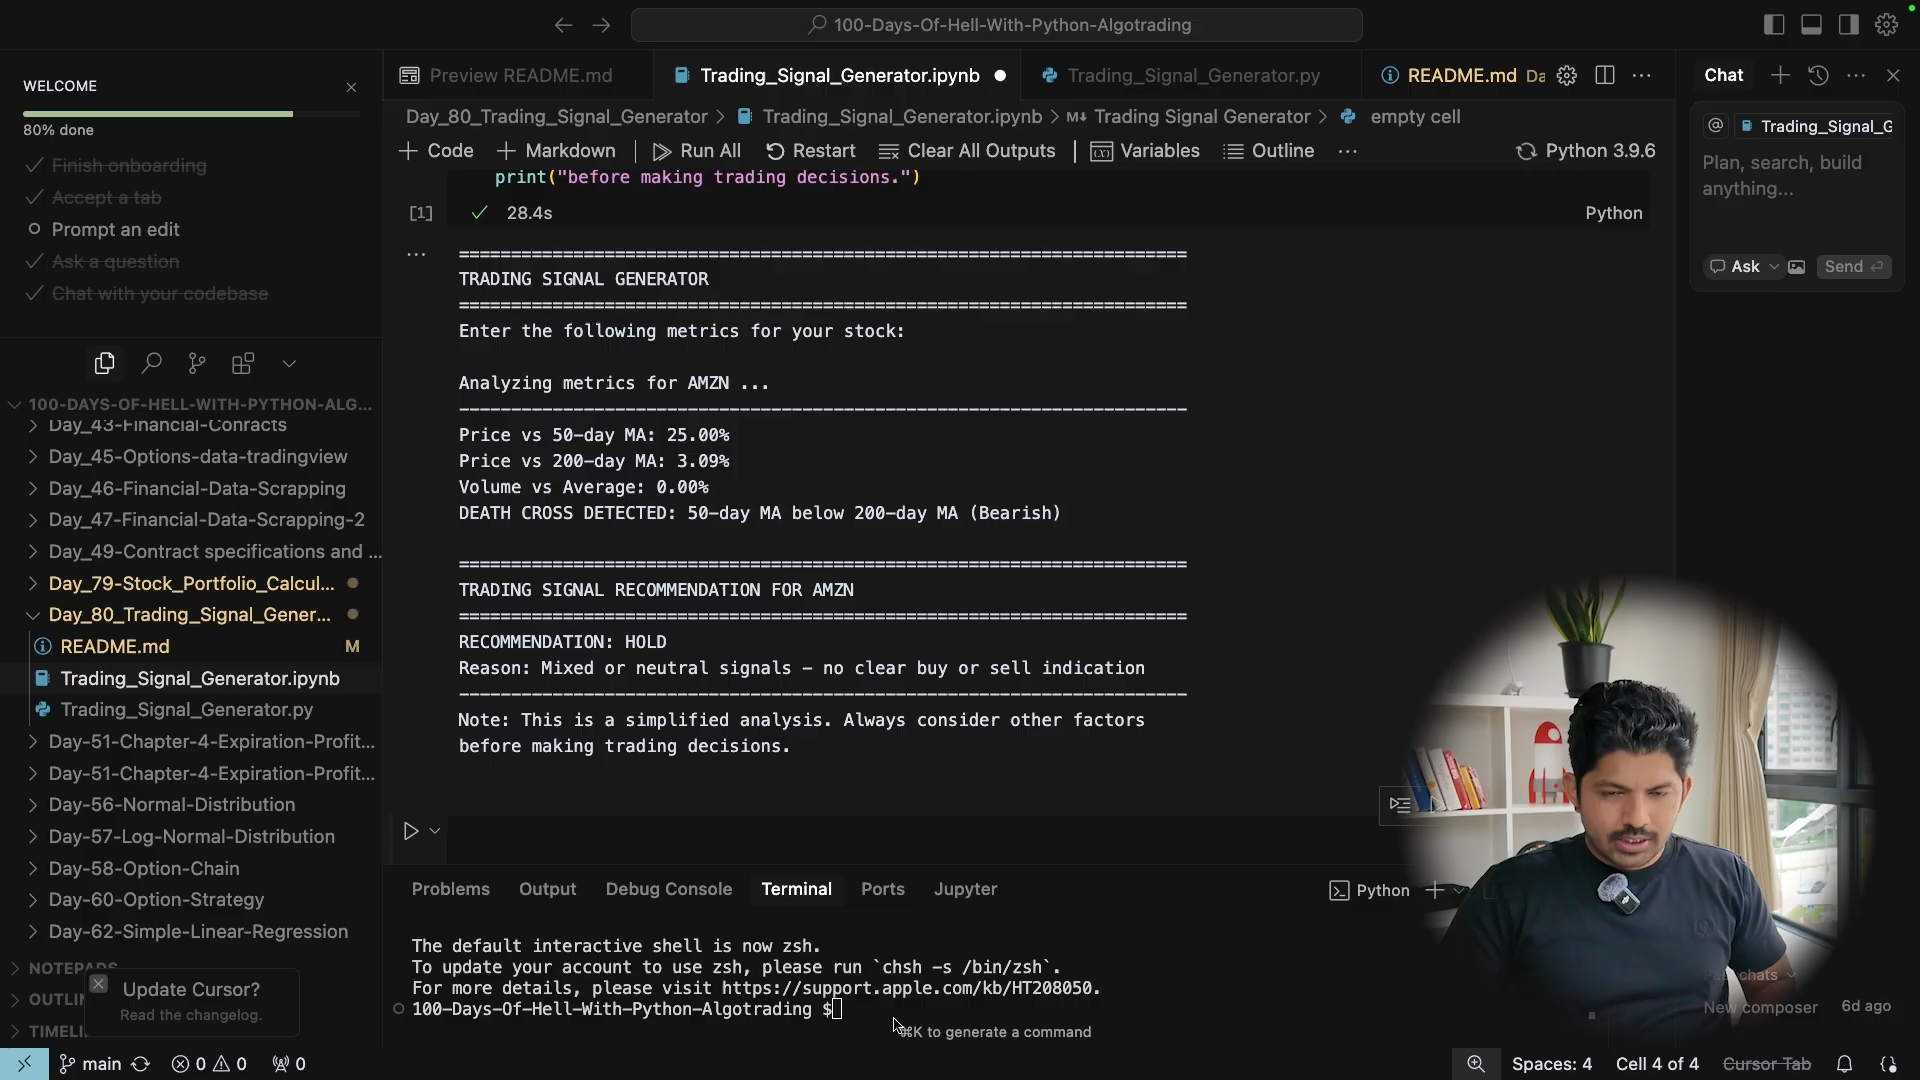 100-Days-Of-Hell-With-Python-Algotrading
WELCOME
80% done
Finish onboarding
Accept a tab
Prompt an edit
Ask a question
Chat with your codebase
100-DAYS-OF-HELL-WITH-PYTHON-ALG...
Day_43-Financial-Conracts
Day_45-Options-data-tradingview
Day_46-Financial-Data-Scrapping
Day_47-Financial-Data-Scrapping-2
Day_49-Contract specifications and ...
Day_79-Stock_Portfolio_Calcul...
Day_80_Trading_Signal_Gener...
README.md M
Trading_Signal_Generator.ipynb
Trading_Signal_Generator.py
Day-51-Chapter-4-Expiration-Profit...
Day-51-Chapter-4-Expiration-Profit...
Day-56-Normal-Distribution
Day-57-Log-Normal-Distribution
Day-58-Option-Chain
Day-60-Option-Strategy
Day-62-Simple-Linear-Regression
NOTEPADS
OUTLI
TIMELI
Update Cursor?
Read the changelog.
Preview README.md
Trading_Signal_Generator.ipynb
Trading_Signal_Generator.py
README.md Da
Day_80_Trading_Signal_Generator > Trading_Signal_Generator.ipynb > M↓ Trading Signal Generator > empty cell
+ Code + Markdown | Run All Restart Clear All Outputs | Variables Outline ... Python 3.9.6
print("before making trading decisions.")
[1] 28.4s Python
======================================================================
TRADING SIGNAL GENERATOR
======================================================================
Enter the following metrics for your stock:
Analyzing metrics for AMZN ...
----------------------------------------------------------------------
Price vs 50-day MA: 25.00%
Price vs 200-day MA: 3.09%
Volume vs Average: 0.00%
DEATH CROSS DETECTED: 50-day MA below 200-day MA (Bearish)
======================================================================
TRADING SIGNAL RECOMMENDATION FOR AMZN
======================================================================
RECOMMENDATION: HOLD
Reason: Mixed or neutral signals - no clear buy or sell indication
----------------------------------------------------------------------
Note: This is a simplified analysis. Always consider other factors
before making trading decisions.
Problems Output Debug Console Terminal Ports Jupyter
Python
The default interactive shell is now zsh.
To update your account to use zsh, please run `chsh -s /bin/zsh`.
For more details, please visit https://support.apple.com/kb/HT208050.
100-Days-Of-Hell-With-Python-Algotrading $
⌘K to generate a command
Chat
@ Trading_Signal_G
Plan, search, build
anything...
Ask Send
chats
New composer 6d ago
main 0 0 0
Spaces: 4 Cell 4 of 4 Cursor Tab